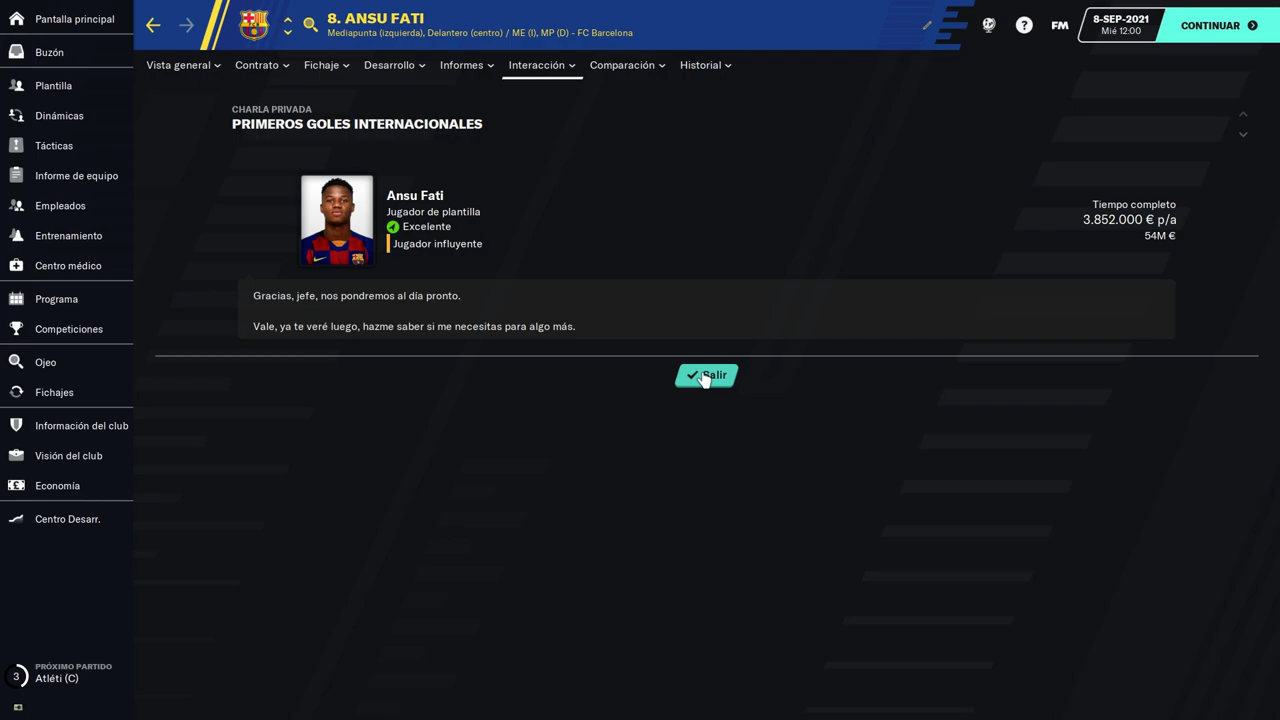 Pantalla principal
Buzón
Plantilla
Dinámicas
Tácticas
Informe de equipo
Empleados
Entrenamiento
Centro médico
Programa
Competiciones
Ojeo
Fichajes
Información del club
Visión del club
Economía
Centro Desarr.
3
PRÓXIMO PARTIDO
Atléti (C)
8. ANSU FATI
Mediapunta (izquierda), Delantero (centro) / ME (I), MP (D) - FC Barcelona
?
FM
8-SEP-2021
Mié 12:00
CONTINUAR
Vista general
Contrato
Fichaje
Desarrollo
Informes
Interacción
Comparación
Historial
CHARLA PRIVADA
PRIMEROS GOLES INTERNACIONALES
Ansu Fati
Jugador de plantilla
Excelente
Jugador influyente
Tiempo completo
3.852.000 € p/a
54M €
Gracias, jefe, nos pondremos al día pronto.
Vale, ya te veré luego, hazme saber si me necesitas para algo más.
Salir